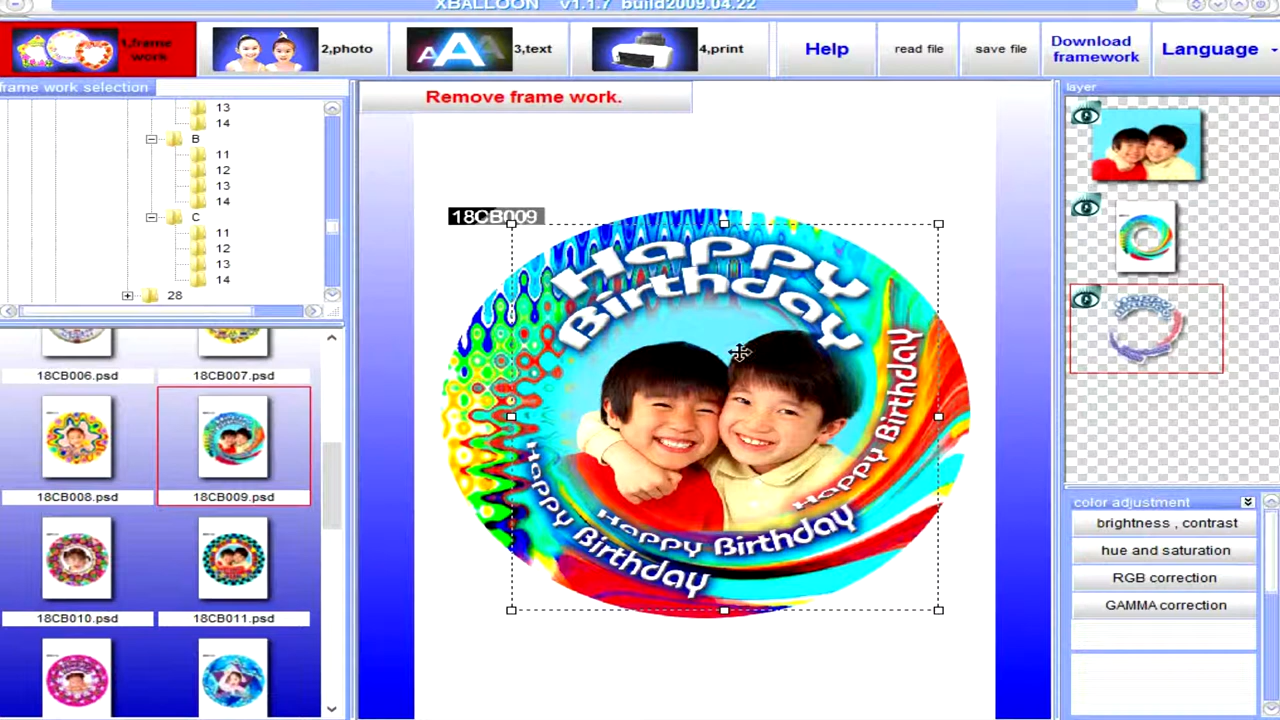 XBALLOON v1.1.7 build2009.04.22
1,frame work
2,photo
3,text
4,print
Help
read file
save file
Download framework
Language
frame work selection
13
14
B
11
12
13
14
C
11
12
13
14
28
18CB006.psd
18CB007.psd
18CB008.psd
18CB009.psd
18CB010.psd
18CB011.psd
Remove frame work.
18CB009
Happy
Birthday
Happy Birthday
Happy Birthday
Happy Birthday
layer
color adjustment
brightness , contrast
hue and saturation
RGB correction
GAMMA correction